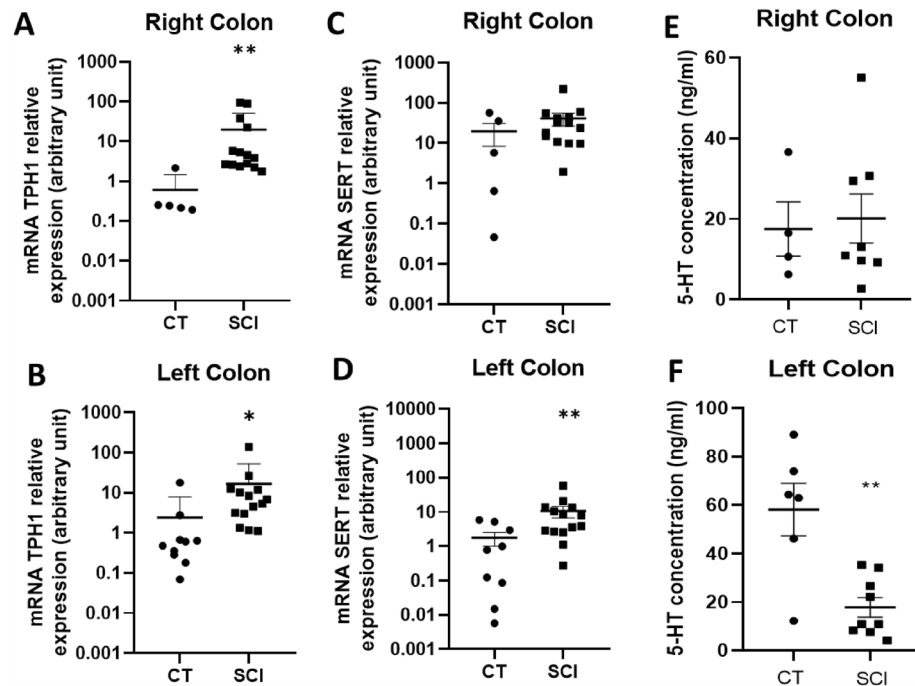 A
Right Colon
**
mRNA TPH1 relative
expression (arbitrary unit)
1000
100
10
1
0.1
0.01
0.001
CT
SCI
C
Right Colon
mRNA SERT relative
expression (arbitrary unit)
1000
100
10
1
0.1
0.01
0.001
CT
SCI
E
Right Colon
5-HT concentration (ng/ml)
60
40
20
0
CT
SCI
B
Left Colon
*
mRNA TPH1 relative
expression (arbitrary unit)
1000
100
10
1
0.1
0.01
0.001
CT
SCI
D
Left Colon
**
mRNA SERT relative
expression (arbitrary unit)
10000
1000
100
10
1
0.1
0.01
0.001
CT
SCI
F
Left Colon
**
5-HT concentration (ng/ml)
100
80
60
40
20
0
CT
SCI